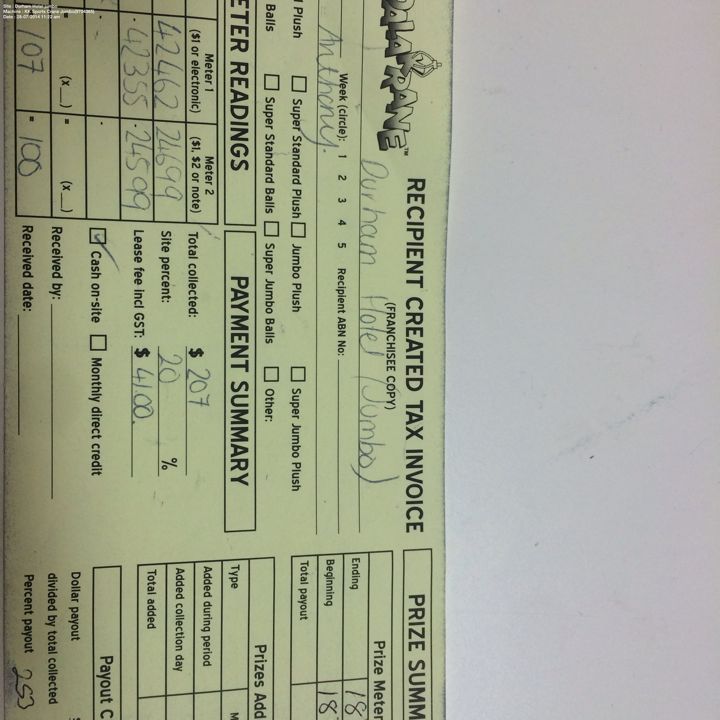 Site : Durham Hotel Jumbo
Date : 28-07-2014 11:22 am
RECIPIENT CREATED TAX INVOICE
(FRANCHISEE COPY)
Durham Hotel (Jumbo)
Week (circle): 1 2 3 4 5 Recipient ABN No:
Anthony.
Plush
Super Standard Plush
Jumbo Plush
Super Jumbo Plush
Balls
Super Standard Balls
Super Jumbo Balls
Other:
METER READINGS
Meter 1
($1 or electronic)
Meter 2
($1, $2 or note)
42462 24699
42355 24599
(x __) = (x __)
107 = 100
PAYMENT SUMMARY
Total collected: $ 207
Site percent: 20 %
Lease fee incl GST: $ 41.00.
Cash on-site
Monthly direct credit
Received by:
Received date:
PRIZE SUMM
Prize Meter
Ending 18
Beginning 18
Total payout
Prizes Add
Type M
Added during period
Added collection day
Total added
Payout C
Dollar payout
divided by total collected
Percent payout 253